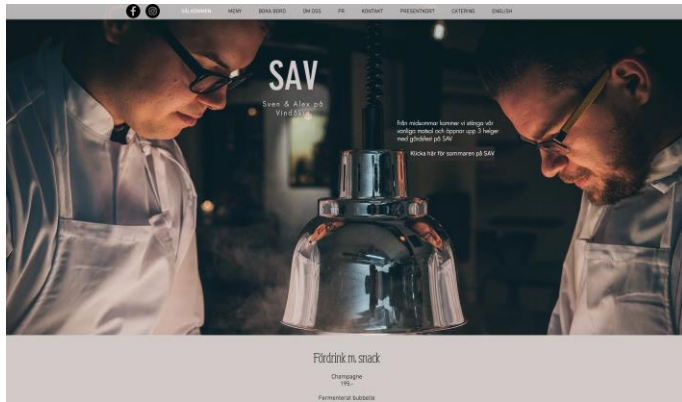 VÄLKOMMEN MENY BOKA BORD OM OSS PR KONTAKT PRESENTKORT CATERING ENGLISH
SAV
Sven & Alex på
från midsommar kommer vi stänga vår
vanliga matsal och öppnar upp 3 helger
med gårdsfest på SAV
Klicka här för sommaren på SAV
Fördrink m. snack
Champagne
195.-
Fermenterat bubbelte